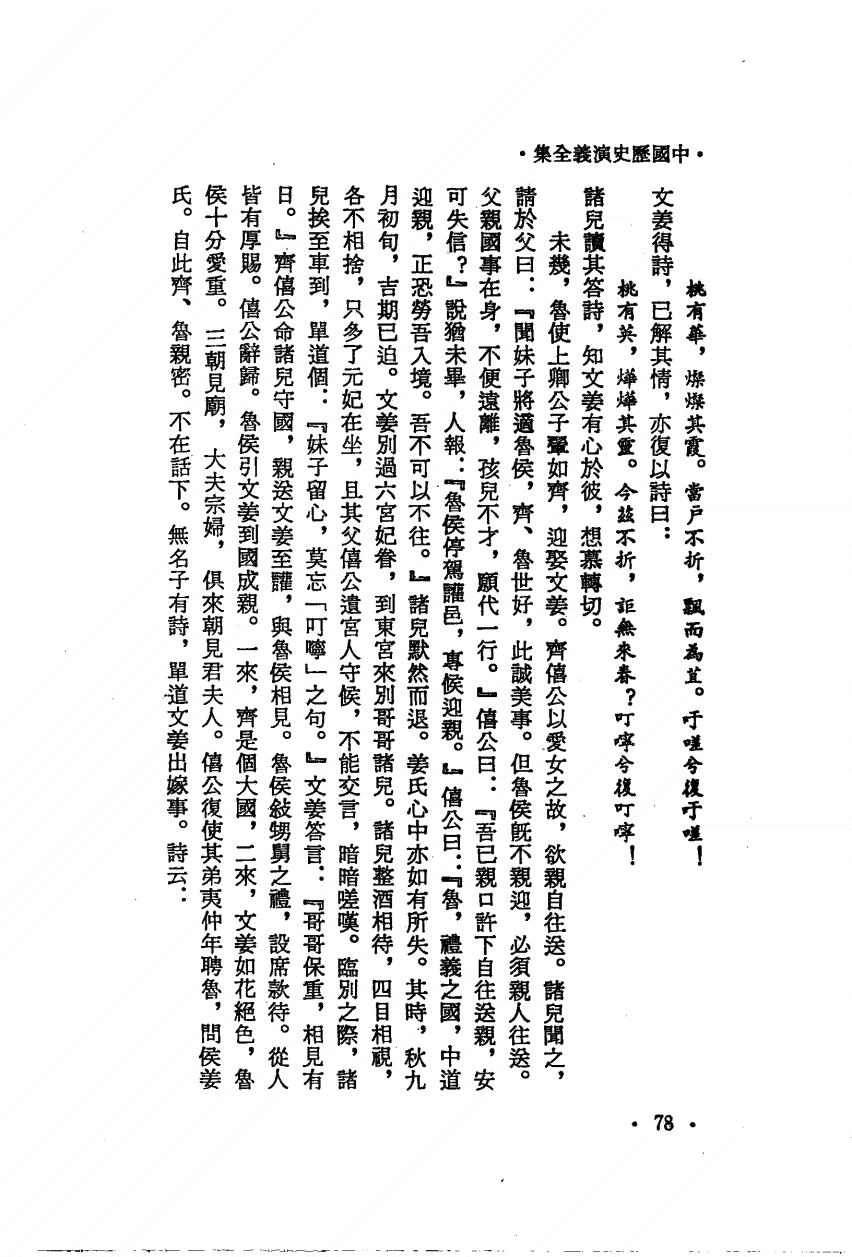 ·中國歷史演義全集·
桃有華，燦燦其霞。當戶不折，飄而為苴。吁嗟兮復吁嗟！
文姜得詩，已解其情，亦復以詩曰：
桃有英，燁燁其靈。今茲不折，詎無來春？叮嚀兮復叮嚀！
諸兒讀其答詩，知文姜有心於彼，想慕轉切。
未幾，魯使上卿公子翬如齊，迎娶文姜。齊僖公以愛女之故，欲親自往送。諸兒聞之，
請於父曰：『聞妹子將適魯侯，齊、魯世好，此誠美事。但魯侯既不親迎，必須親人往送。
父親國事在身，不便遠離，孩兒不才，願代一行。』僖公曰：『吾已親口許下自往送親，安
可失信？』說猶未畢，人報：『魯侯停駕讙邑，專候迎親。』僖公曰：『魯，禮義之國，中道
迎親，正恐勞吾入境。吾不可以不往。』諸兒默然而退。姜氏心中亦如有所失。其時，秋九
月初旬，吉期已迫。文姜別過六宮妃眷，到東宮來別哥哥諸兒。諸兒整酒相待，四目相視，
各不相捨，只多了元妃在坐，且其父僖公遣宮人守候，不能交言，暗暗嗟嘆。臨別之際，諸
兒挨至車到，單道個：『妹子留心，莫忘「叮嚀」之句。』文姜答言：『哥哥保重，相見有
日。』齊僖公命諸兒守國，親送文姜至讙，與魯侯相見。魯侯敍甥舅之禮，設席款待。從人
皆有厚賜。僖公辭歸。魯侯引文姜到國成親。一來，齊是個大國，二來，文姜如花絕色，魯
侯十分愛重。三朝見廟，大夫宗婦，俱來朝見君夫人。僖公復使其弟夷仲年聘魯，問侯姜
氏。自此齊、魯親密。不在話下。無名子有詩，單道文姜出嫁事。詩云：
·78·